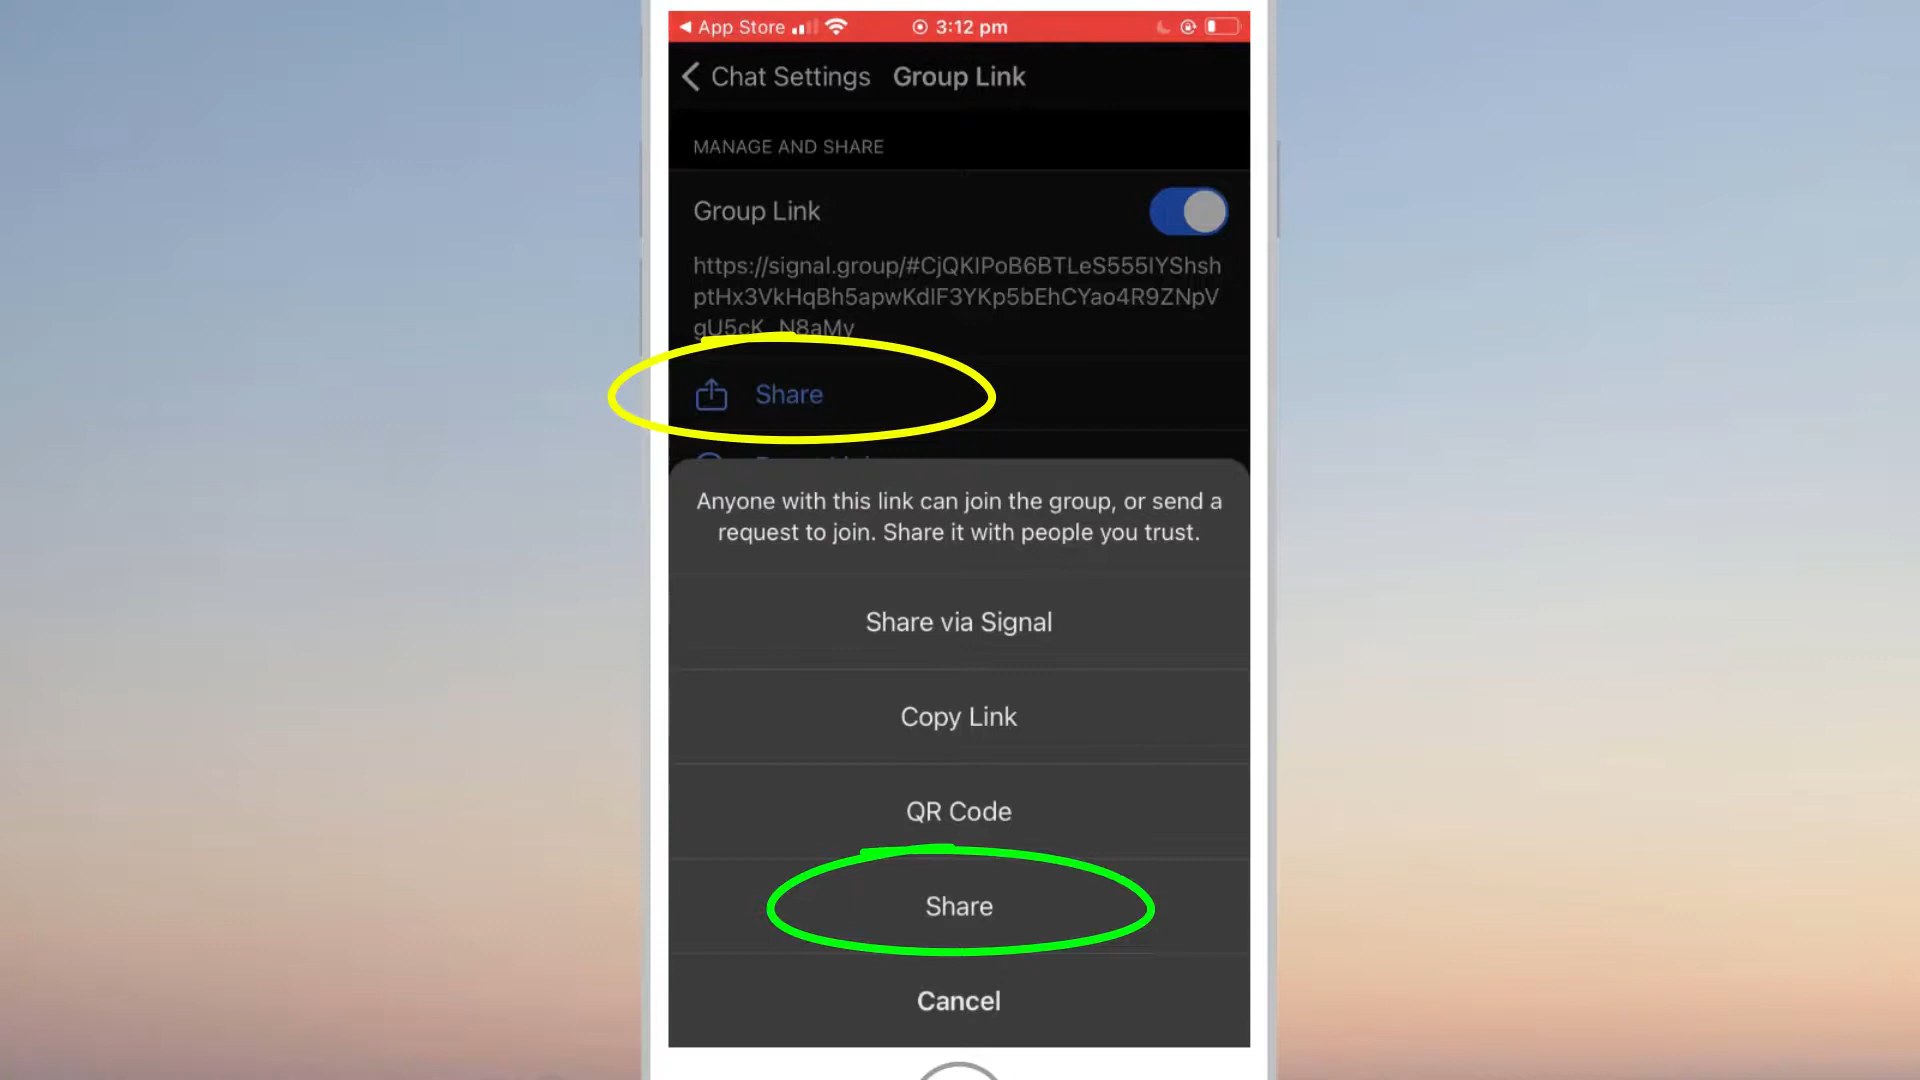 App Store
3:12 pm
Chat Settings Group Link
MANAGE AND SHARE
Group Link
https://signal.group/#CjQKIPoB6BTLeS555IYShsh
ptHx3VkHqBh5apwKdIF3YKp5bEhCYao4R9ZNpV
gU5cK_N8aMy
Share
Anyone with this link can join the group, or send a
request to join. Share it with people you trust.
Share via Signal
Copy Link
QR Code
Share
Cancel